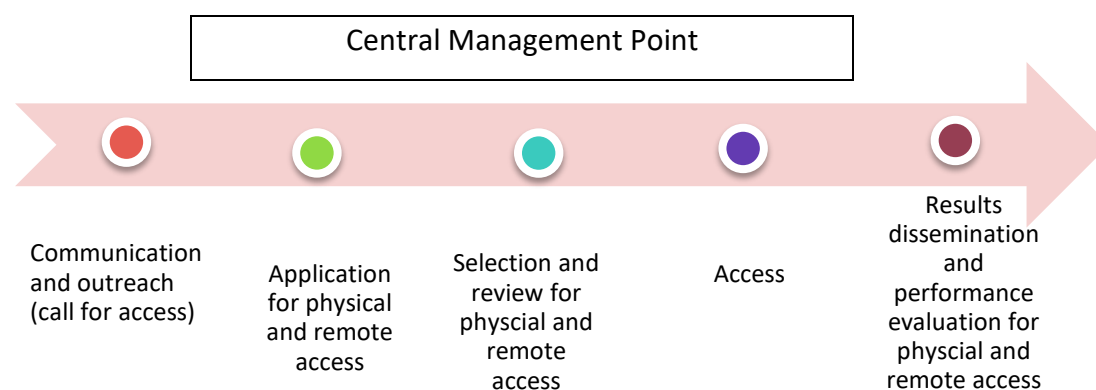 Central Management Point
Communication
and outreach
(call for access)
Application
for physical
and remote
access
Selection and
review for
physcial and
remote
access
Access
Results
dissemination
and
performance
evaluation for
physcial and
remote access